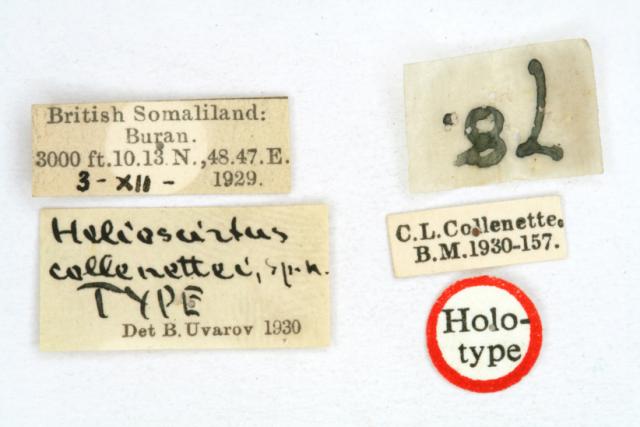 British Somaliland:
Buran.
3000 ft.10.13.N.,48.47.E.
3-XII- 1929.
Helioscirtus
collenettei, sp.n.
TYPE
Det B. Uvarov 1930
C.L.Collenette.
B.M.1930-157.
Holo-
type